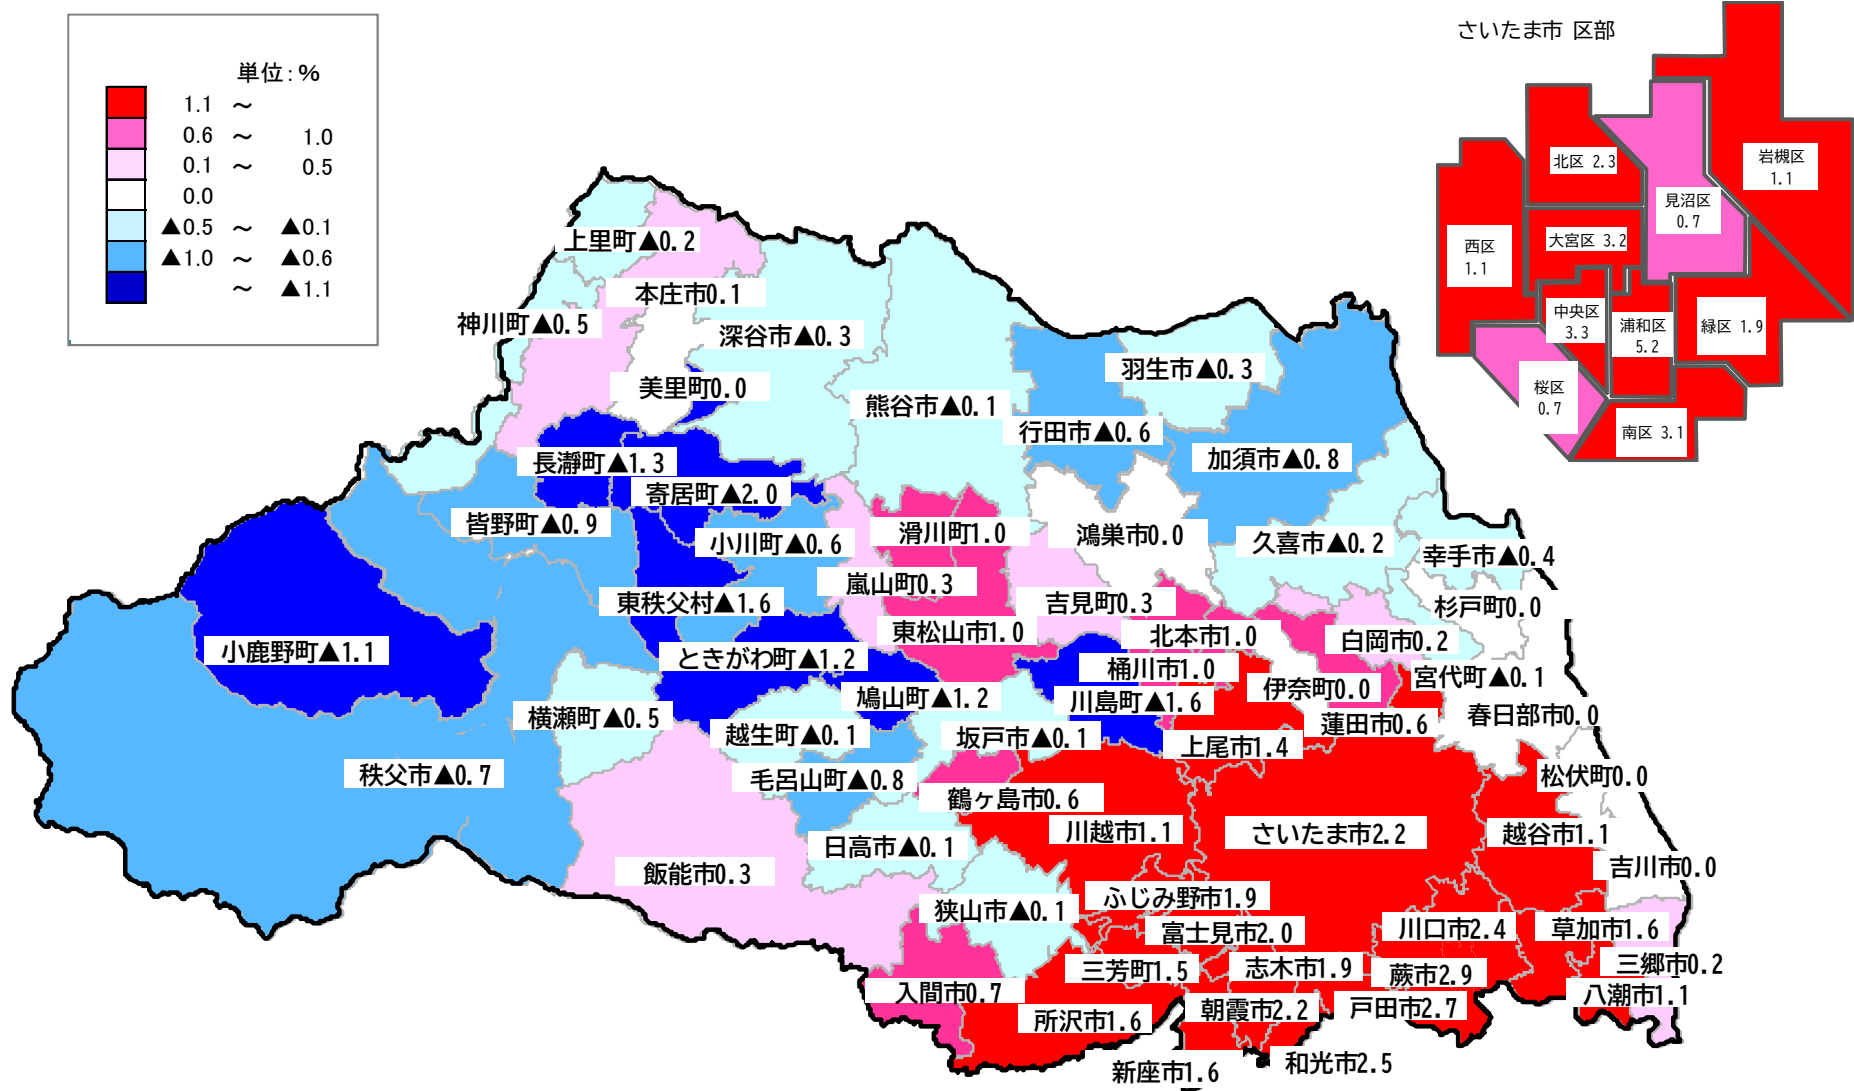 単位：％
1.1 ～
0.6 ～ 1.0
0.1 ～ 0.5
0.0
▲0.5 ～ ▲0.1
▲1.0 ～ ▲0.6
～ ▲1.1
さいたま市 区部
北区 2.3
岩槻区
1.1
見沼区
0.7
西区
1.1
大宮区 3.2
中央区
3.3
浦和区
5.2
緑区 1.9
桜区
0.7
南区 3.1
上里町▲0.2
本庄市0.1
神川町▲0.5
深谷市▲0.3
美里町0.0
羽生市▲0.3
熊谷市▲0.1
行田市▲0.6
加須市▲0.8
長瀞町▲1.3
寄居町▲2.0
皆野町▲0.9
小川町▲0.6
滑川町1.0
鴻巣市0.0
久喜市▲0.2
幸手市▲0.4
嵐山町0.3
東秩父村▲1.6
吉見町0.3
杉戸町0.0
小鹿野町▲1.1
東松山市1.0
北本市1.0
白岡市0.2
ときがわ町▲1.2
桶川市1.0
宮代町▲0.1
鳩山町▲1.2
川島町▲1.6
伊奈町0.0
横瀬町▲0.5
春日部市0.0
越生町▲0.1
坂戸市▲0.1
蓮田市0.6
上尾市1.4
秩父市▲0.7
毛呂山町▲0.8
松伏町0.0
鶴ヶ島市0.6
川越市1.1
さいたま市2.2
越谷市1.1
日高市▲0.1
飯能市0.3
吉川市0.0
ふじみ野市1.9
狭山市▲0.1
富士見市2.0
川口市2.4
草加市1.6
三芳町1.5
志木市1.9
蕨市2.9
三郷市0.2
入間市0.7
八潮市1.1
所沢市1.6
朝霞市2.2
戸田市2.7
新座市1.6
和光市2.5